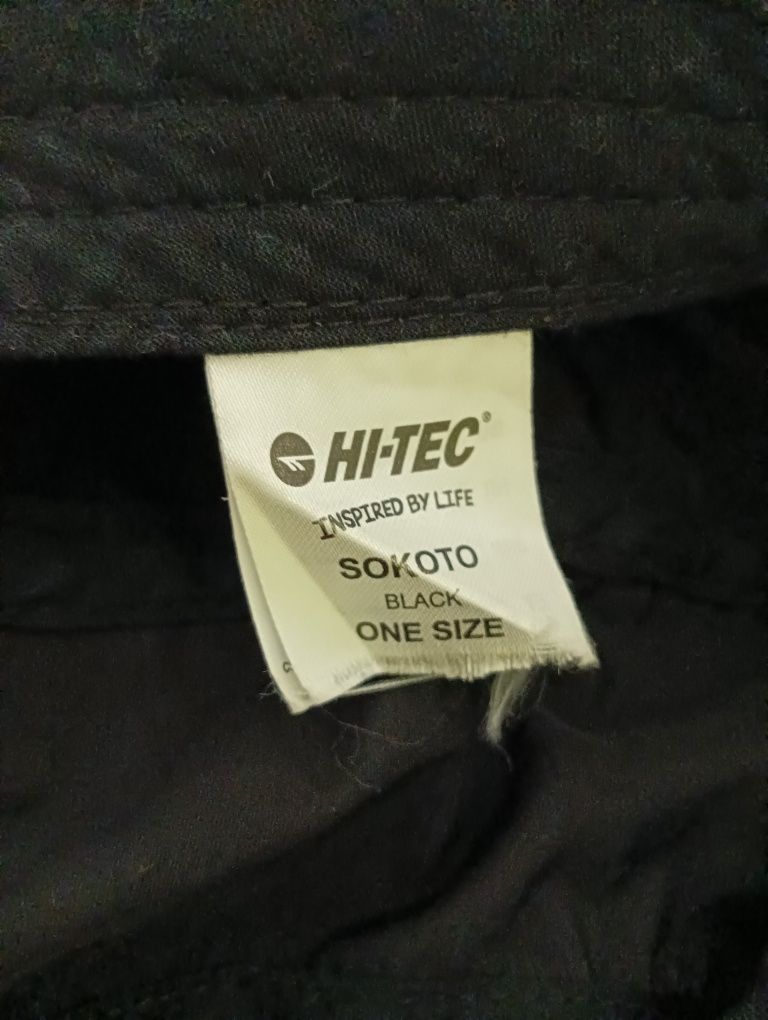 HI-TEC®
INSPIRED BY LIFE
SOKOTO
BLACK
ONE SIZE